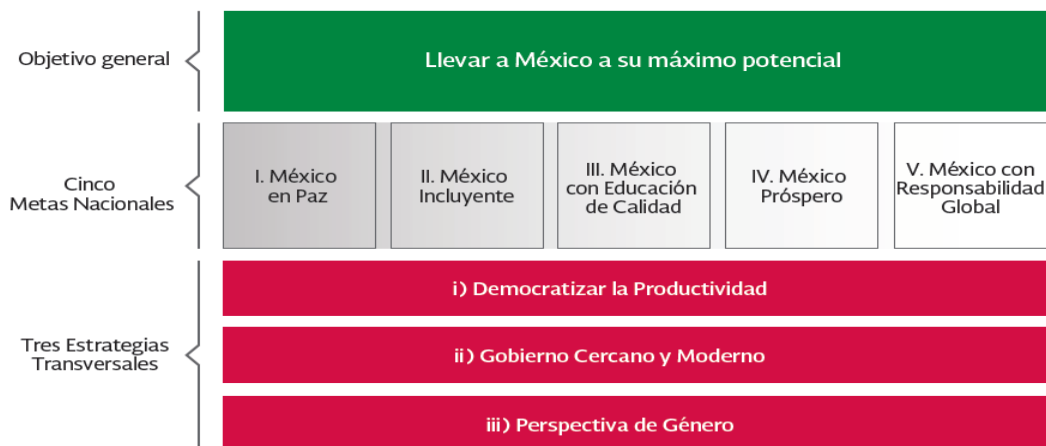 Objetivo general
Llevar a México a su máximo potencial
Cinco
Metas Nacionales
I. México
en Paz
II. México
Incluyente
III. México
con Educación
de Calidad
IV. México
Próspero
V. México con
Responsabilidad
Global
Tres Estrategias
Transversales
i) Democratizar la Productividad
ii) Gobierno Cercano y Moderno
iii) Perspectiva de Género